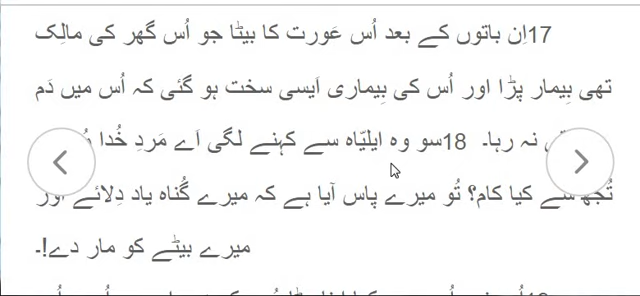 17اِن باتوں کے بعد اُس عَورت کا بیٹا جو اُس گھر کی مالِک
تھی بِیمار پڑا اور اُس کی بِیماری اَیسی سخت ہو گئی کہ اُس میں دَم
نہ رہا۔ 18سو وہ ایلیّاہ سے کہنے لگی اَے مَردِ خُدا
تُجھ سے کیا کام؟ تُو میرے پاس آیا ہے کہ میرے گُناہ یاد دِلائے اور
میرے بیٹے کو مار دے!۔